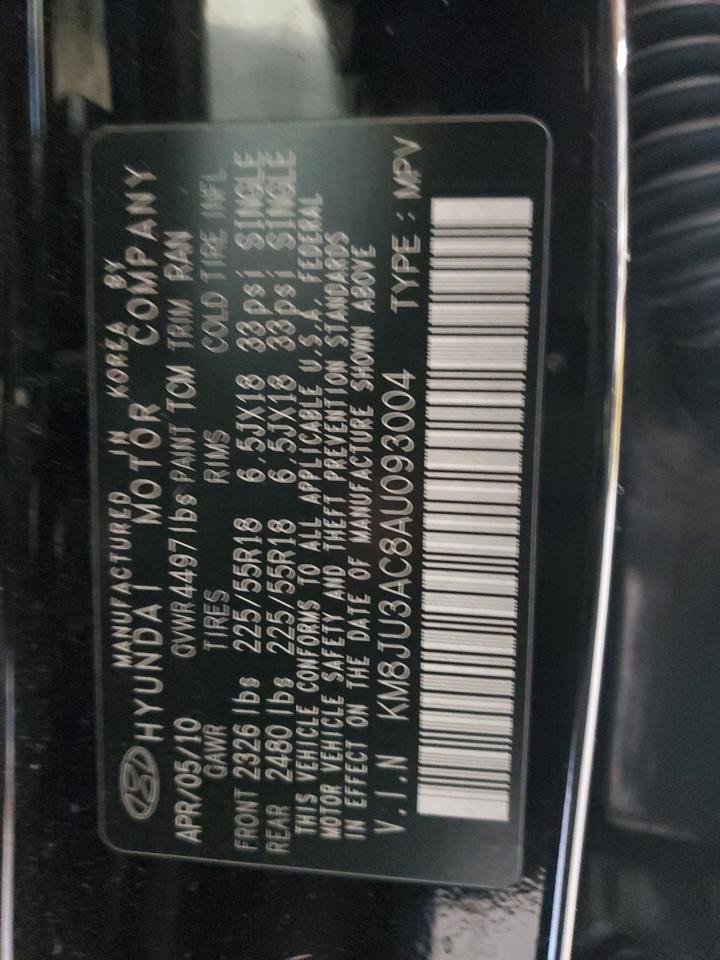 MANUFACTURED IN KOREA BY
HYUNDAI MOTOR COMPANY
APR/05/10 GVWR 4497 lbs PAINT TCM TRIM RAN
GAWR TIRES RIMS COLD TIRE INFL
FRONT 2326 lbs 225/55R18 6.5JX18 33psi SINGLE
REAR 2480 lbs 225/55R18 6.5JX18 33psi SINGLE
THIS VEHICLE CONFORMS TO ALL APPLICABLE U.S.A. FEDERAL
MOTOR VEHICLE SAFETY AND THEFT PREVENTION STANDARDS
IN EFFECT ON THE DATE OF MANUFACTURE SHOWN ABOVE
V.I.N KM8JU3AC8AU093004 TYPE : MPV